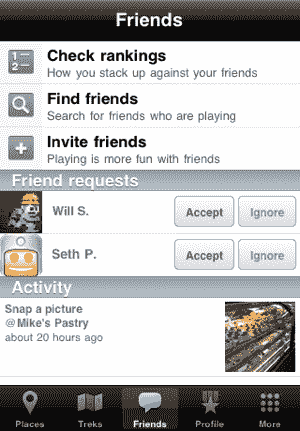 Friends
1
2
Check rankings
How you stack up against your friends
Find friends
Search for friends who are playing
Invite friends
Playing is more fun with friends
Friend requests
Will S.
Accept
Ignore
Seth P.
Accept
Ignore
Activity
Snap a picture
@Mike's Pastry
about 20 hours ago
Places
Treks
Friends
Profile
More